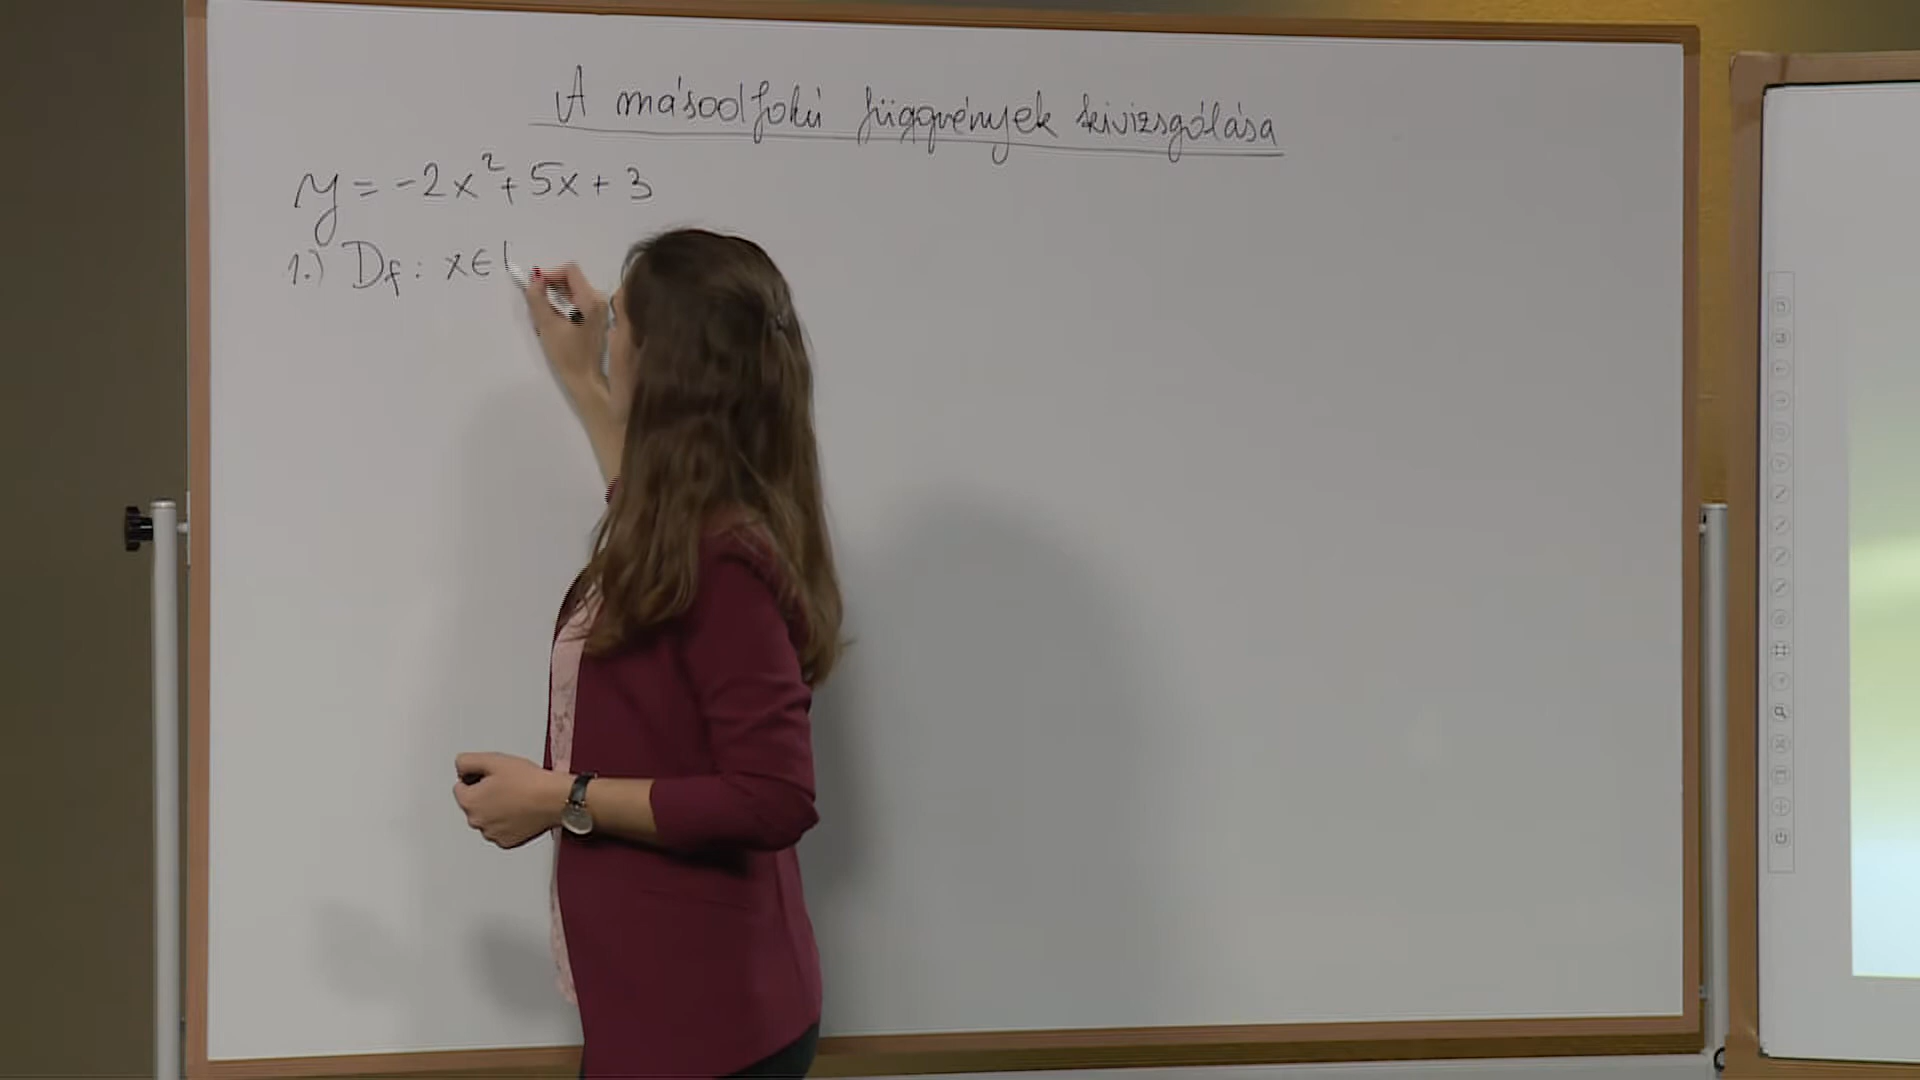 A másodfokú függvények kivizsgálása
y = -2x² + 5x + 3
1.) Df : x ∈